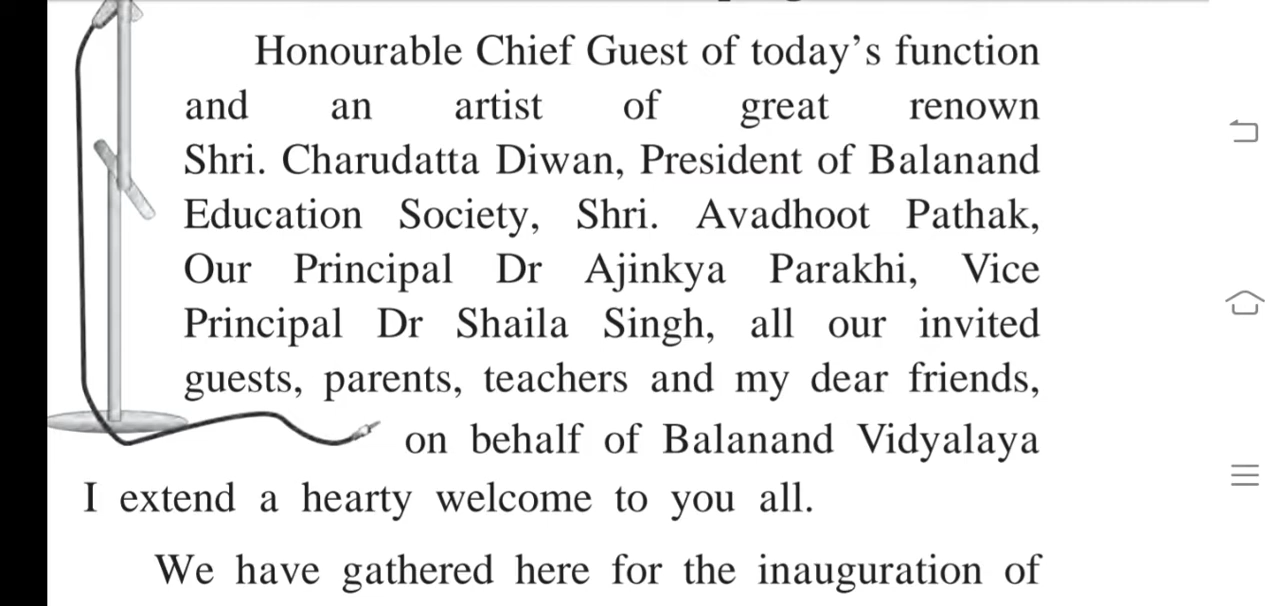 Honourable Chief Guest of today’s function
and an artist of great renown
Shri. Charudatta Diwan, President of Balanand
Education Society, Shri. Avadhoot Pathak,
Our Principal Dr Ajinkya Parakhi, Vice
Principal Dr Shaila Singh, all our invited
guests, parents, teachers and my dear friends,
on behalf of Balanand Vidyalaya
I extend a hearty welcome to you all.
We have gathered here for the inauguration of